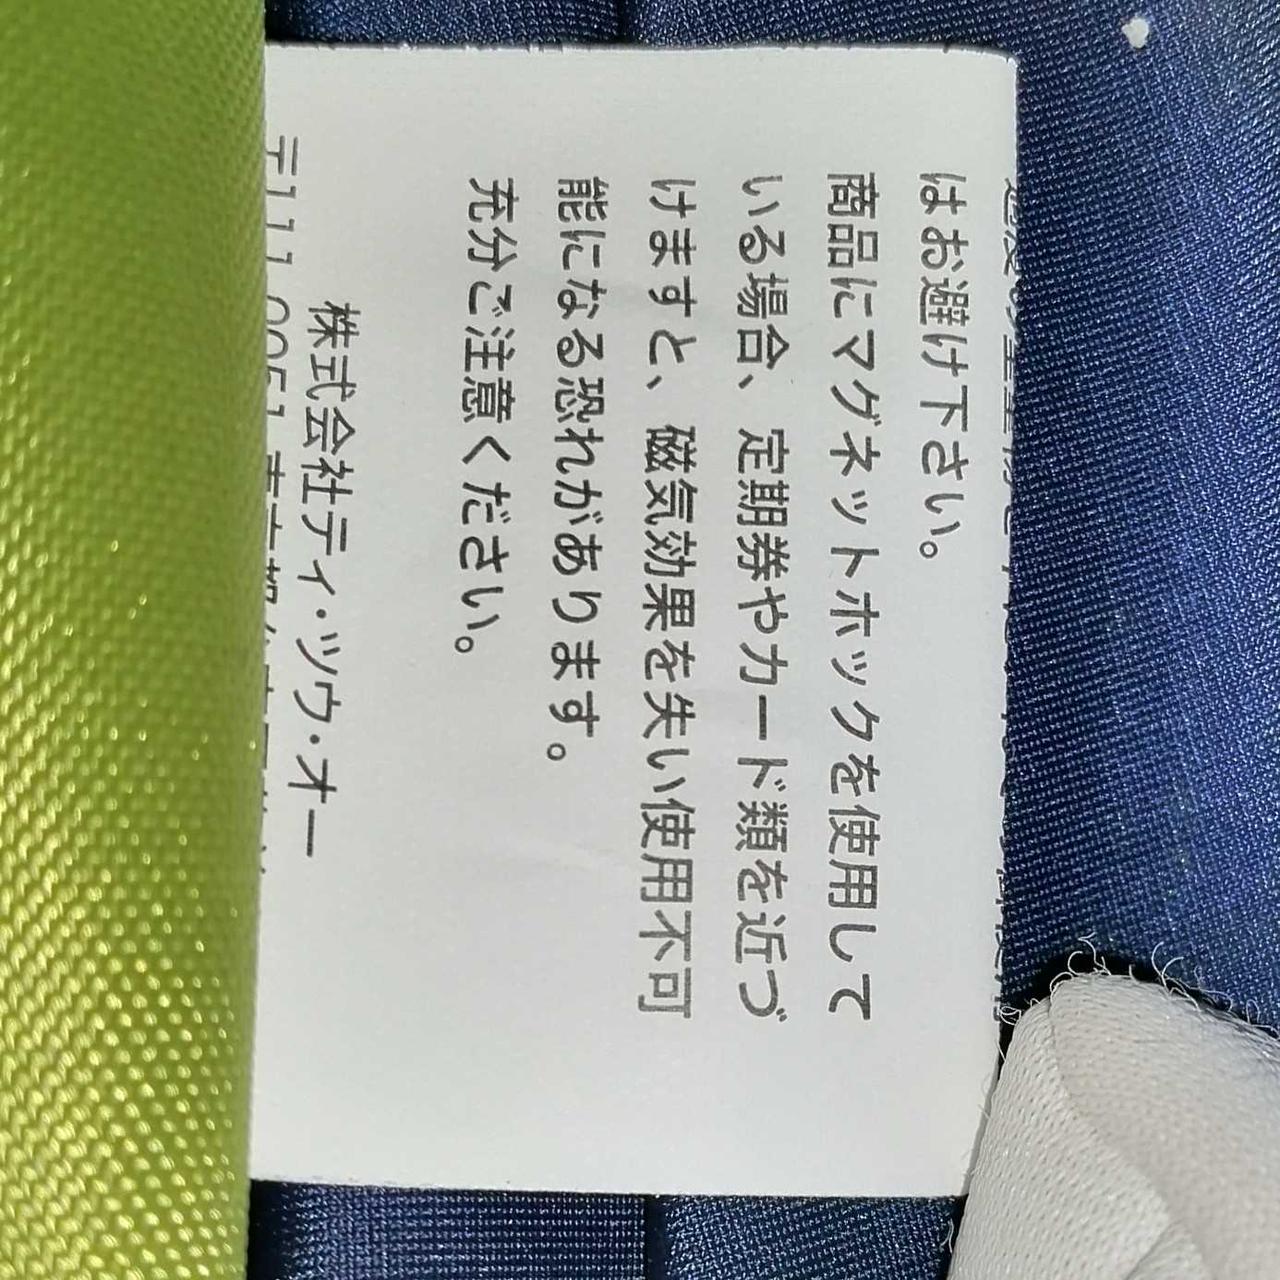 はお避け下さい。
商品にマグネットホックを使用して
いる場合、定期券やカード類を近づ
けますと、磁気効果を失い使用不可
能になる恐れがあります。
充分ご注意ください。
株式会社ティ・ツウ・オー
〒111-0051